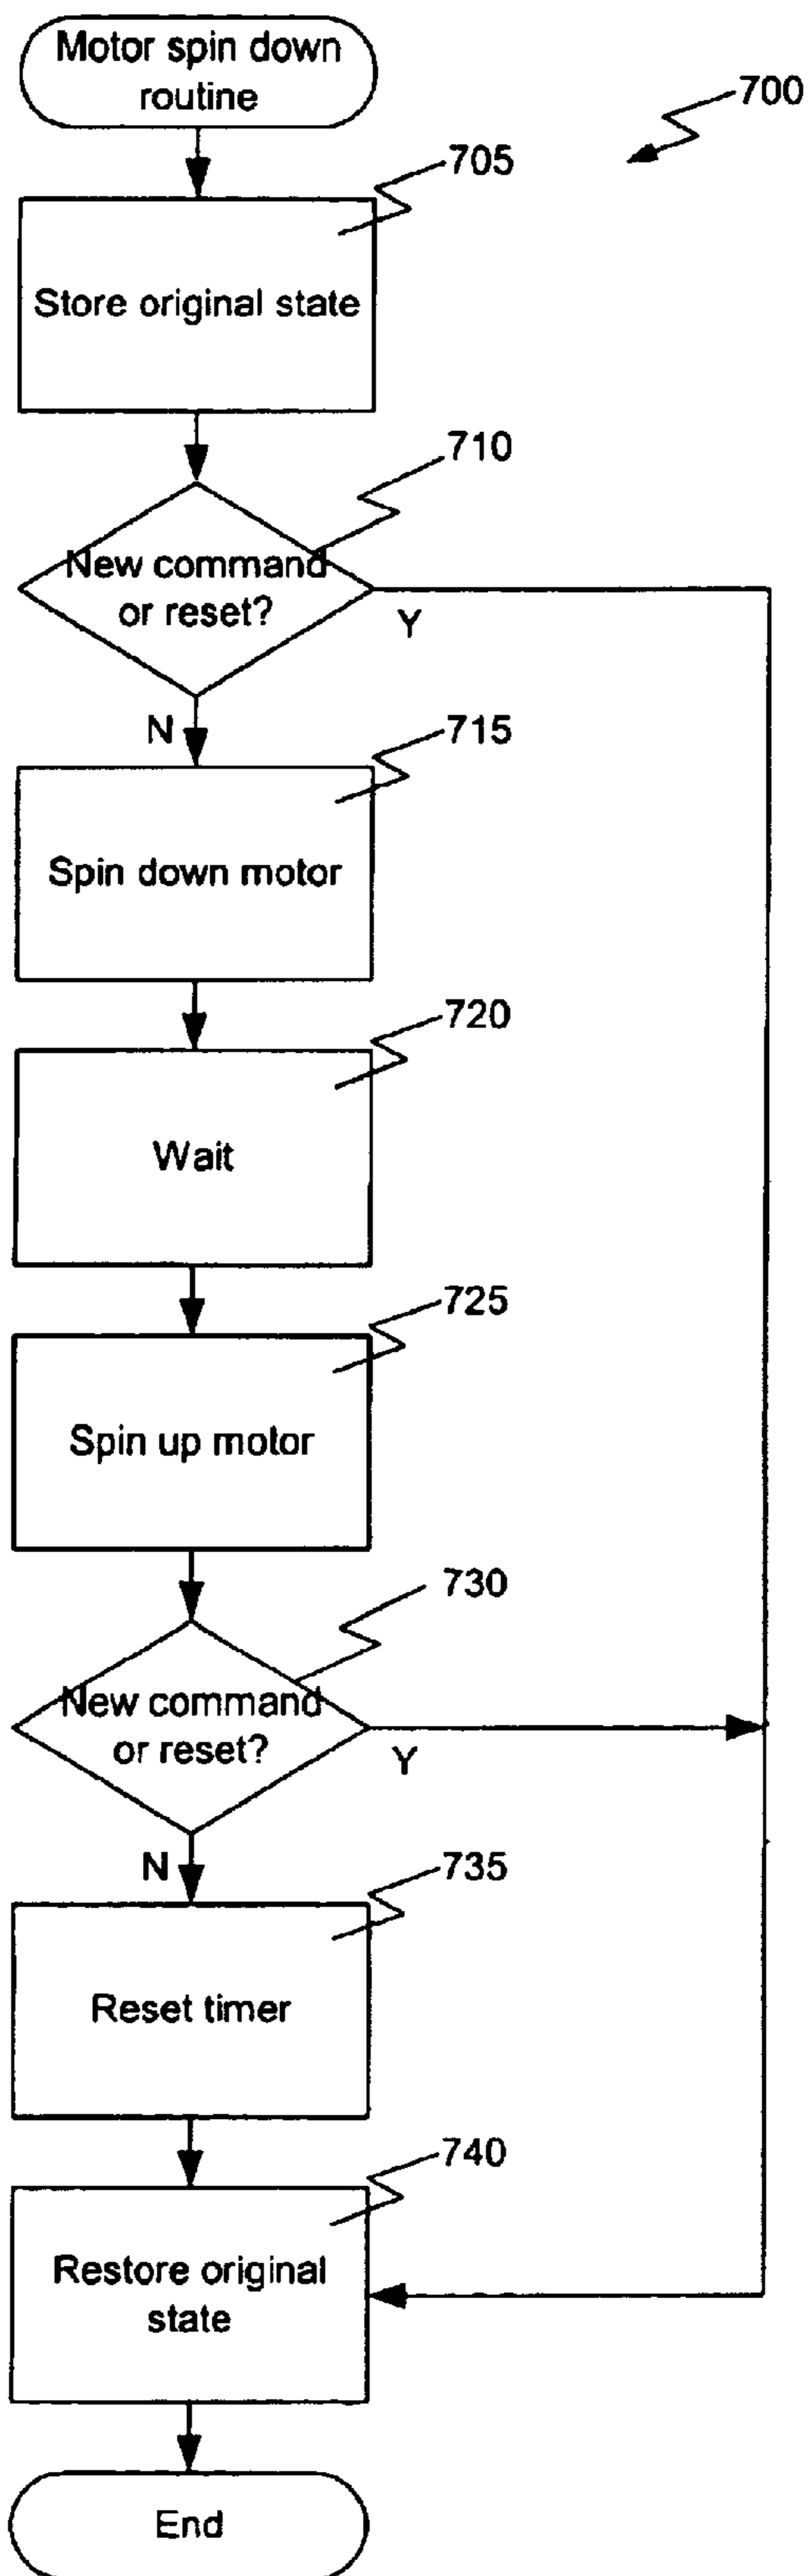 Motor spin down
routine
700
705
Store original state
710
New command
or reset?
Y
N
715
Spin down motor
720
Wait
725
Spin up motor
730
New command
or reset?
Y
N
735
Reset timer
740
Restore original
state
End